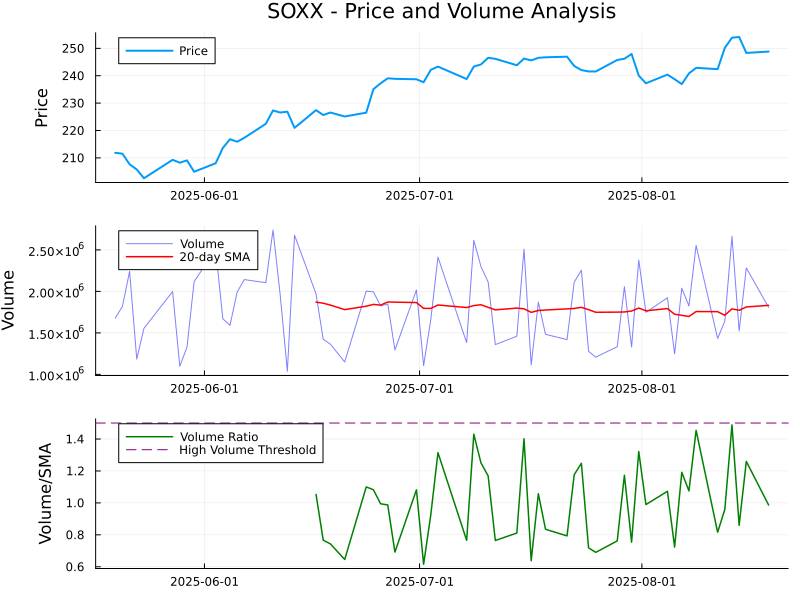 SOXX - Price and Volume Analysis
Price
250
240
230
220
210
Price
2025-06-01
2025-07-01
2025-08-01
Volume
20-day SMA
2.50×10⁶
2.00×10⁶
1.50×10⁶
1.00×10⁶
Volume
2025-06-01
2025-07-01
2025-08-01
Volume Ratio
High Volume Threshold
1.4
1.2
1.0
0.8
0.6
Volume/SMA
2025-06-01
2025-07-01
2025-08-01